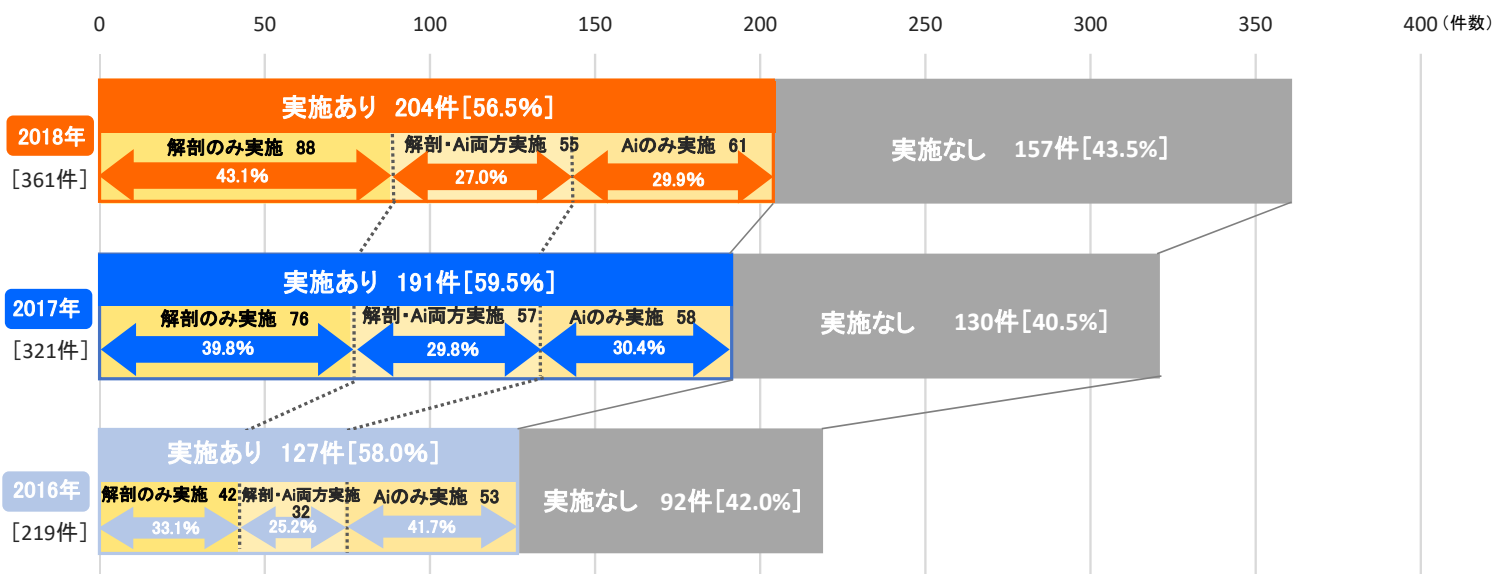 0 50 100 150 200 250 300 350 400（件数）
実施あり 204件［56.5%］
2018年
解剖のみ実施 88 解剖・Ai両方実施 55 Aiのみ実施 61
実施なし 157件［43.5%］
［361件］
43.1% 27.0% 29.9%
実施あり 191件［59.5%］
2017年
解剖のみ実施 76 解剖・Ai両方実施 57 Aiのみ実施 58
実施なし 130件［40.5%］
［321件］
39.8% 29.8% 30.4%
実施あり 127件［58.0%］
2016年
解剖のみ実施 42 解剖・Ai両方実施 Aiのみ実施 53
32
実施なし 92件［42.0%］
［219件］
33.1% 25.2% 41.7%